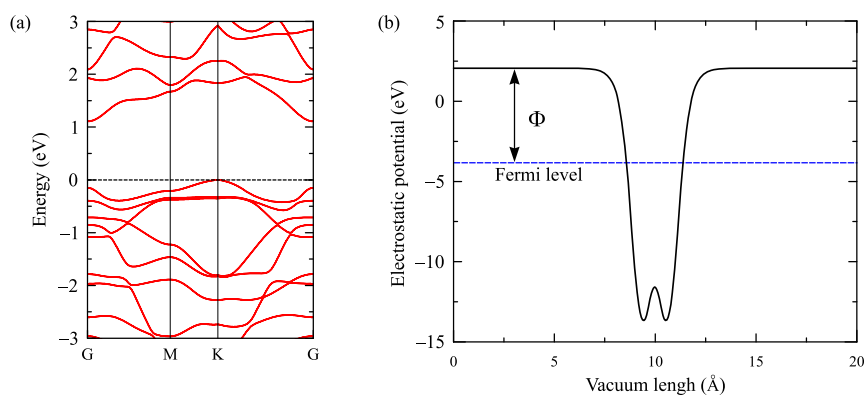 (a)
3
2
1
0
−1
−2
−3
Energy (eV)
G
M
K
G
(b)
0
−5
−10
−15
Electrostatic potential (eV)
Φ
Fermi level
0
5
10
15
20
Vacuum lengh (Å)